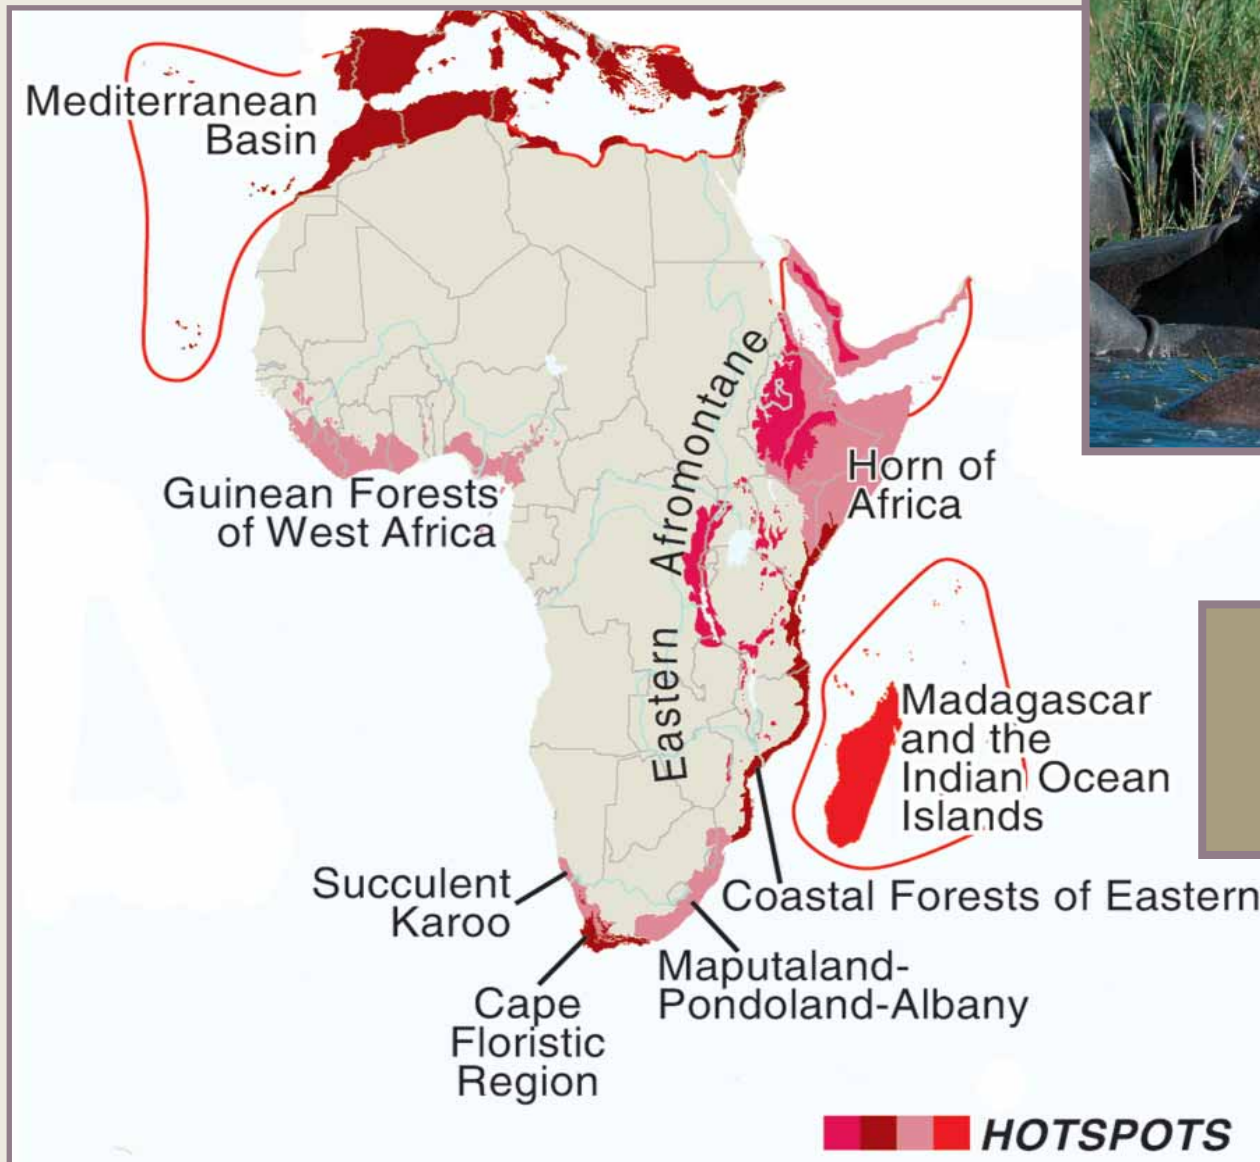 Mediterranean
Basin
Guinean Forests
of West Africa
Eastern Afromontane
Horn of
Africa
Madagascar
and the
Indian Ocean
Islands
Succulent
Karoo
Coastal Forests of Eastern
Maputaland-
Pondoland-Albany
Cape
Floristic
Region
HOTSPOTS